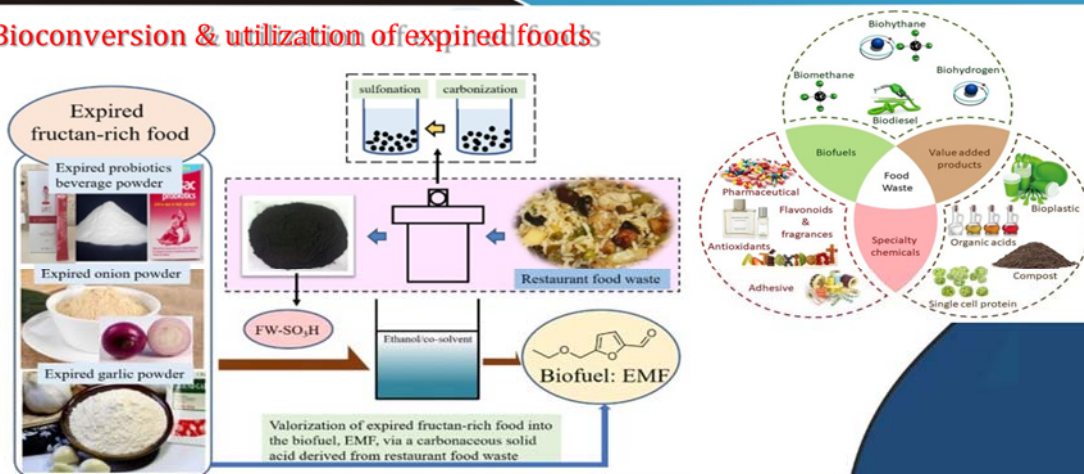 Bioconversion & utilization of expired foods
Expired
fructan-rich food
Expired probiotics
beverage powder
probiotics
Expired onion powder
Expired garlic powder
sulfonation
carbonization
Restaurant food waste
FW-SO₃H
Ethanol/co-solvent
O
O
O
Biofuel: EMF
Valorization of expired fructan-rich food into
the biofuel, EMF, via a carbonaceous solid
acid derived from restaurant food waste
Biohythane
Biomethane
Biohydrogen
Biodiesel
Biofuels
Value added
products
Food
Waste
Specialty
chemicals
Pharmaceutical
Flavonoids
&
fragrances
Antioxidants
Adhesive
Bioplastic
Organic acids
Compost
Single cell protein